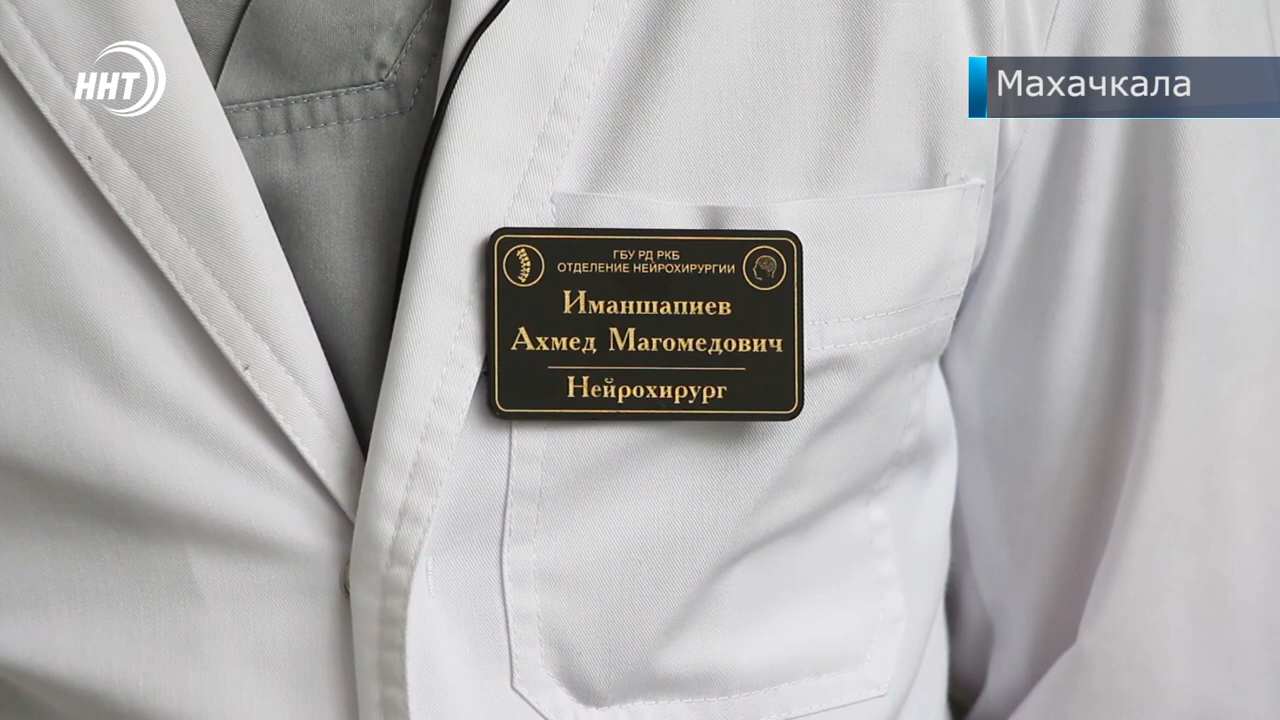 ННТ
Махачкала
ГБУ РД РКБ
ОТДЕЛЕНИЕ НЕЙРОХИРУРГИИ
Иманшапиев
Ахмед Магомедович
Нейрохирург